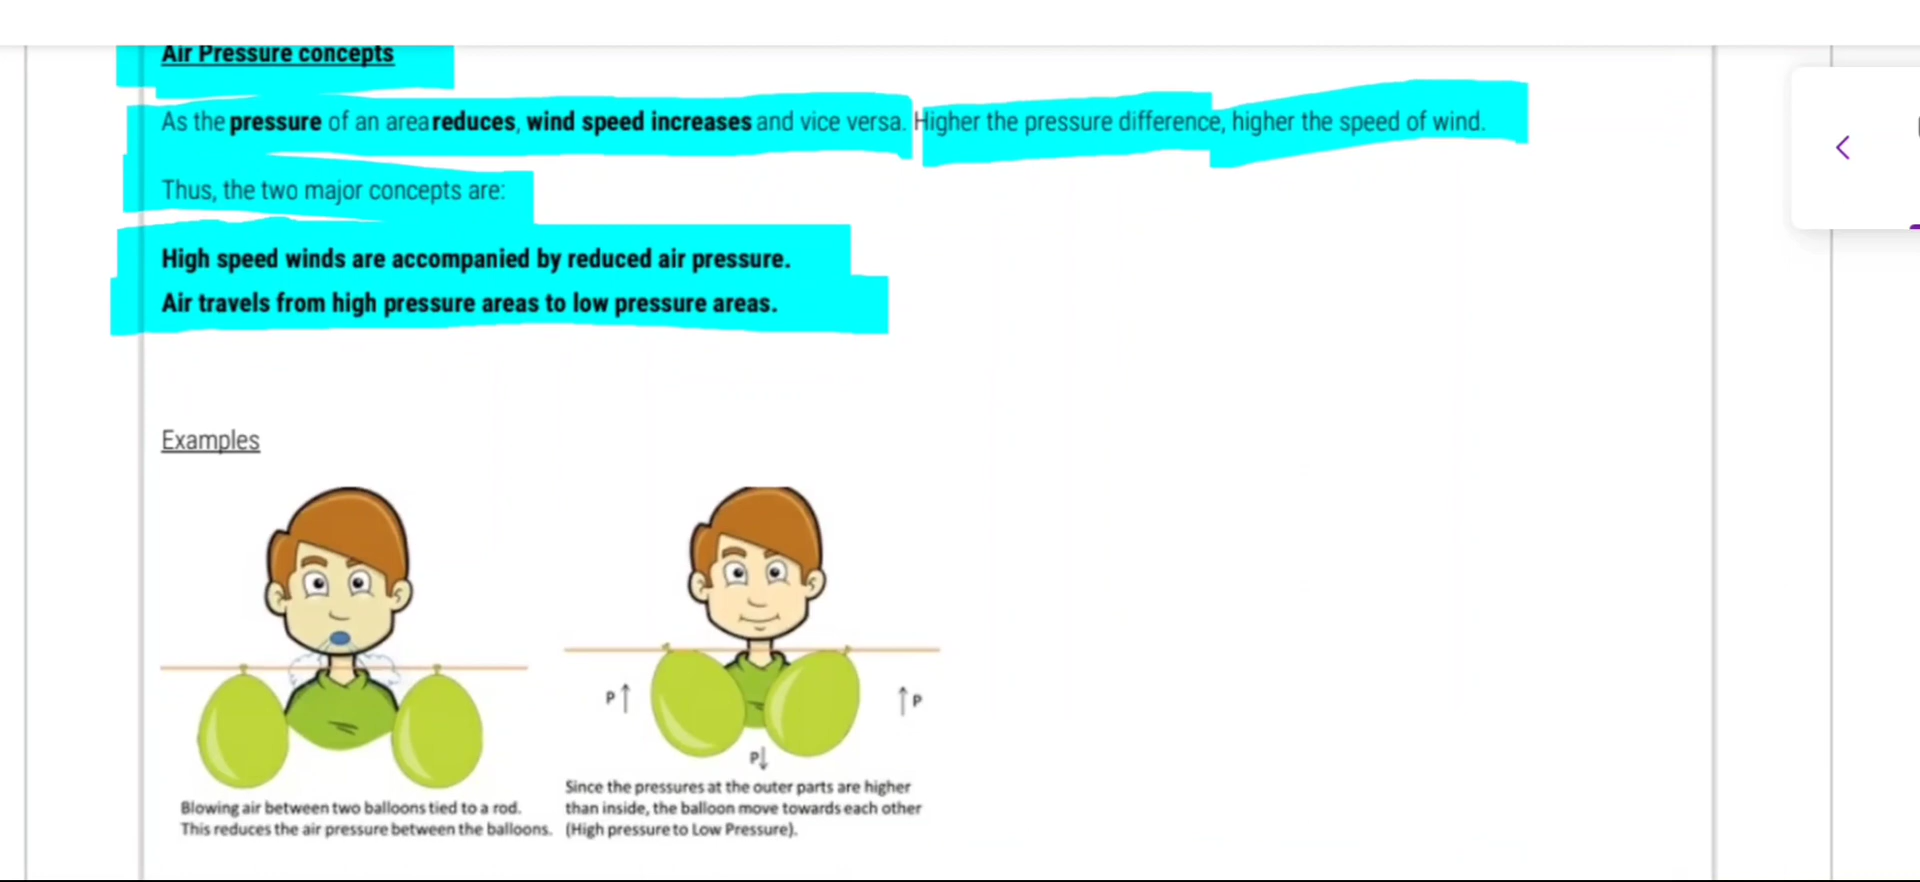 Air Pressure concepts
As the pressure of an area reduces, wind speed increases and vice versa. Higher the pressure difference, higher the speed of wind.
Thus, the two major concepts are:
High speed winds are accompanied by reduced air pressure.
Air travels from high pressure areas to low pressure areas.
Examples
P↑
↑P
P↓
Blowing air between two balloons tied to a rod.
This reduces the air pressure between the balloons.
Since the pressures at the outer parts are higher
than inside, the balloon move towards each other
(High pressure to Low Pressure).